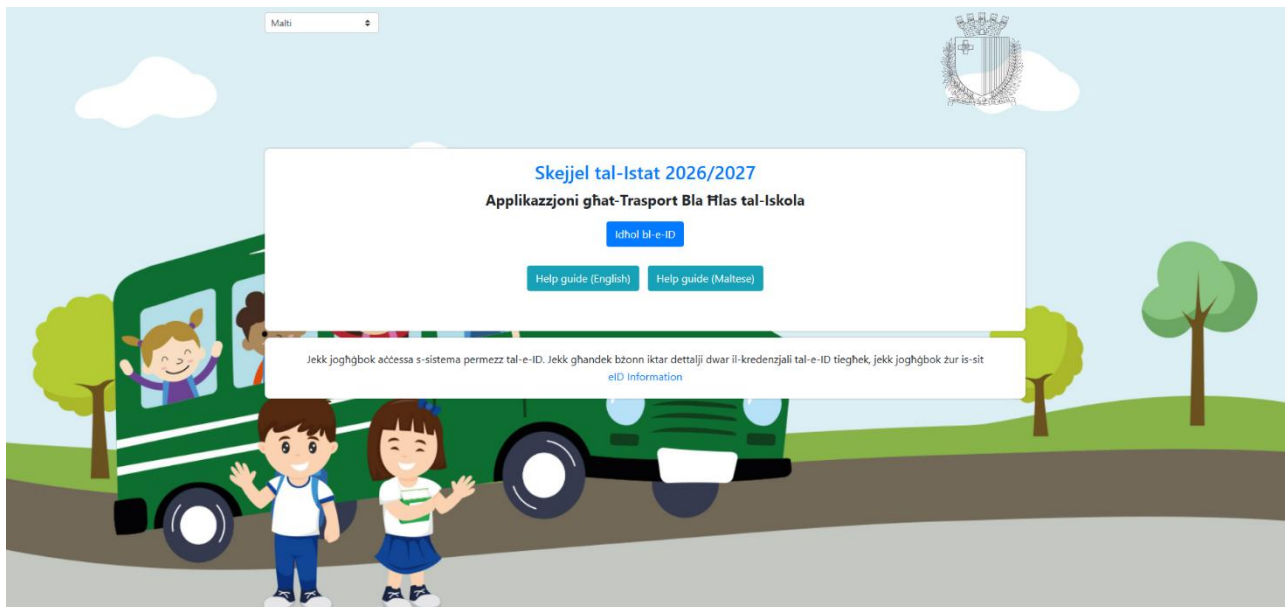 Malti
Skejjel tal-Istat 2026/2027
Applikazzjoni għat-Trasport Bla Ħlas tal-Iskola
Idħol bl-e-ID
Help guide (English) Help guide (Maltese)
Jekk jogħġbok aċċessa s-sistema permezz tal-e-ID. Jekk għandek bżonn iktar dettalji dwar il-kredenzjali tal-e-ID tiegħek, jekk jogħġbok żur is-sit
eID Information